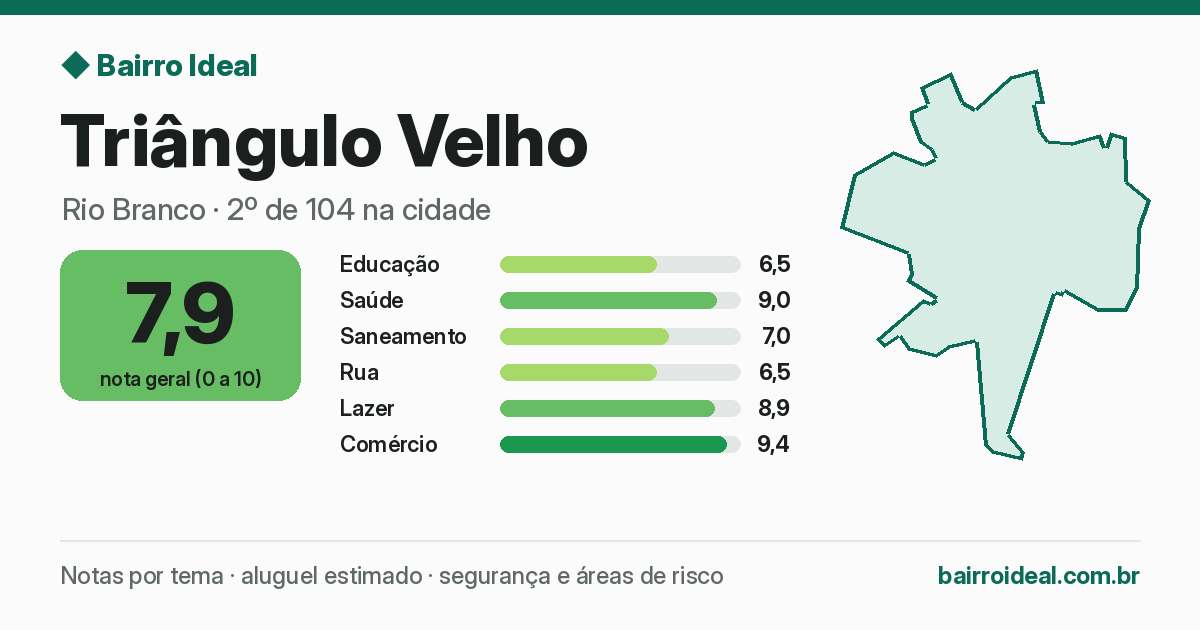 Bairro Ideal
Triângulo Velho
Rio Branco · 2º de 104 na cidade
7,9
nota geral (0 a 10)
Educação 6,5
Saúde 9,0
Saneamento 7,0
Rua 6,5
Lazer 8,9
Comércio 9,4
Notas por tema · aluguel estimado · segurança e áreas de risco
bairroideal.com.br